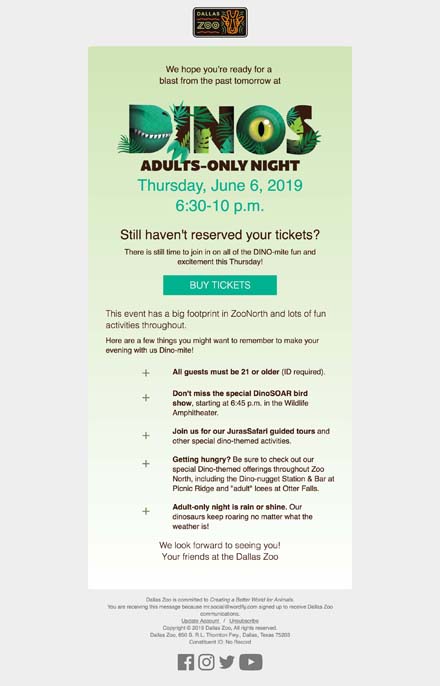 DALLAS
ZOO
We hope you're ready for a
blast from the past tomorrow at
DINOS
ADULTS-ONLY NIGHT
Thursday, June 6, 2019
6:30-10 p.m.
Still haven't reserved your tickets?
There is still time to join in on all of the DINO-mite fun and
excitement this Thursday!
BUY TICKETS
This event has a big footprint in ZooNorth and lots of fun
activities throughout.
Here are a few things you might want to remember to make your
evening with us Dino-mite!
+ All guests must be 21 or older (ID required).
+ Don't miss the special DinoSOAR bird
show, starting at 6:45 p.m. in the Wildlife
Amphitheater.
+ Join us for our JurasSafari guided tours and
other special dino-themed activities.
+ Getting hungry? Be sure to check out our
special Dino-themed offerings throughout Zoo
North, including the Dino-nugget Station & Bar at
Picnic Ridge and "adult" Icees at Otter Falls.
+ Adult-only night is rain or shine. Our
dinosaurs keep roaring no matter what the
weather is!
We look forward to seeing you!
Your friends at the Dallas Zoo
Dallas Zoo is committed to Creating a Better World for Animals.
You are receiving this message because mr.social@wordfly.com signed up to receive Dallas Zoo
communications.
Update Account / Unsubscribe
Copyright © 2019 Dallas Zoo, All rights reserved.
Dallas Zoo, 650 S. R.L. Thornton Fwy., Dallas, Texas 75203
Constituent ID: No Record